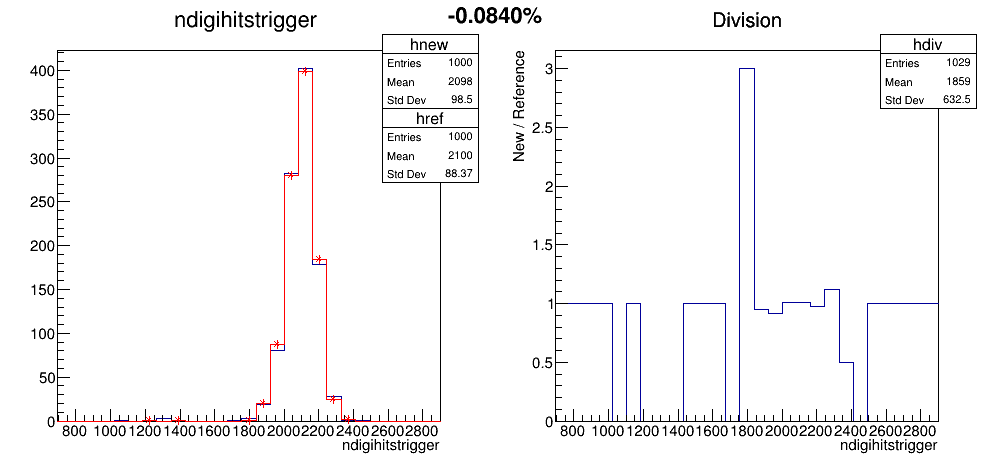 -0.0840%
ndigihitstrigger
hnew
Entries 1000
Mean 2098
Std Dev 98.5
href
Entries 1000
Mean 2100
Std Dev 88.37
400
350
300
250
200
150
100
50
0
800 1000 1200 1400 1600 1800 2000 2200 2400 2600 2800
ndigihitstrigger
Division
hdiv
Entries 1029
Mean 1859
Std Dev 632.5
New / Reference
3
2.5
2
1.5
1
0.5
0
800 1000 1200 1400 1600 1800 2000 2200 2400 2600 2800
ndigihitstrigger